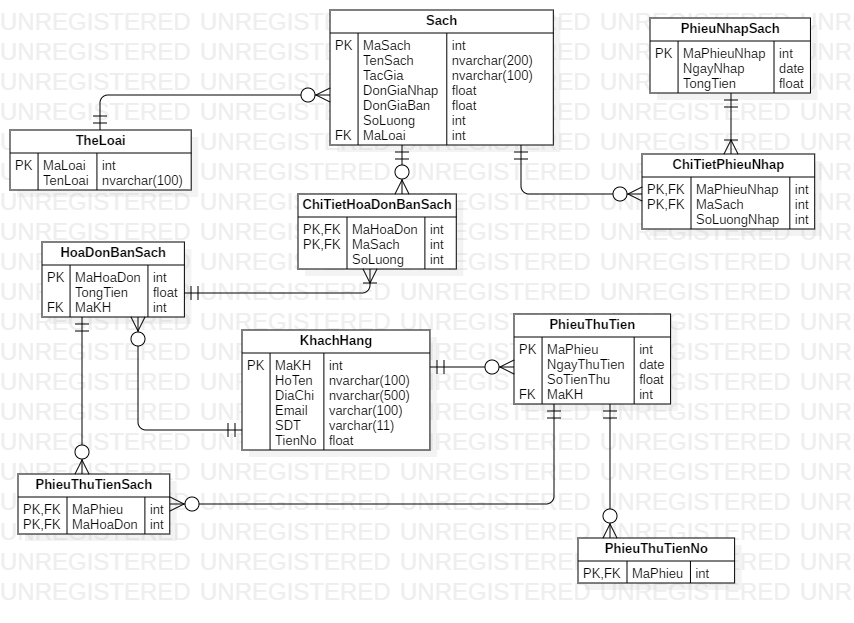 Sach
PK MaSach int
TenSach nvarchar(200)
TacGia nvarchar(100)
DonGiaNhap float
DonGiaBan float
SoLuong int
FK MaLoai int
PhieuNhapSach
PK MaPhieuNhap int
NgayNhap date
TongTien float
TheLoai
PK MaLoai int
TenLoai nvarchar(100)
ChiTietPhieuNhap
PK,FK MaPhieuNhap int
PK,FK MaSach int
SoLuongNhap int
ChiTietHoaDonBanSach
PK,FK MaHoaDon int
PK,FK MaSach int
SoLuong int
HoaDonBanSach
PK MaHoaDon int
TongTien float
FK MaKH int
KhachHang
PK MaKH int
HoTen nvarchar(100)
DiaChi nvarchar(500)
Email varchar(100)
SDT varchar(11)
TienNo float
PhieuThuTien
PK MaPhieu int
NgayThuTien date
SoTienThu float
FK MaKH int
PhieuThuTienSach
PK,FK MaPhieu int
PK,FK MaHoaDon int
PhieuThuTienNo
PK,FK MaPhieu int
UNREGISTERED